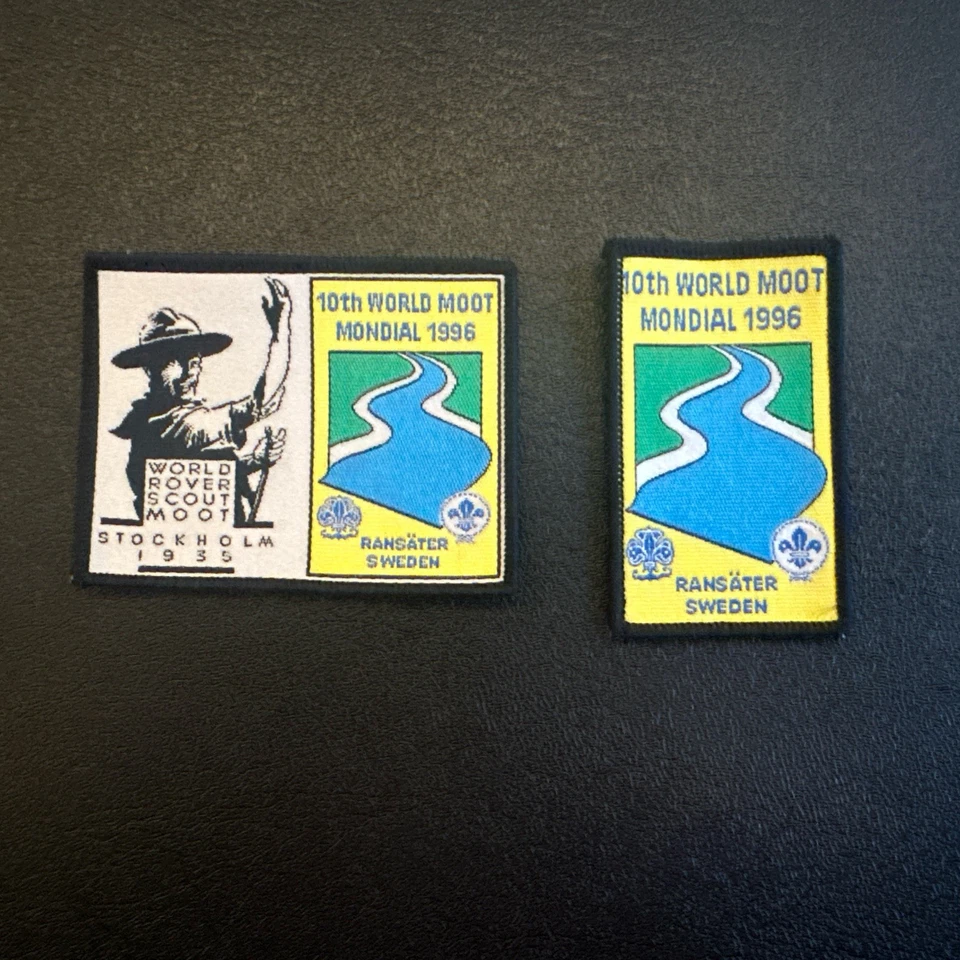 WORLD
ROVER
SCOUT
MOOT
STOCKHOLM
1935
10th WORLD MOOT
MONDIAL 1996
RANSÄTER
SWEDEN
10th WORLD MOOT
MONDIAL 1996
RANSÄTER
SWEDEN